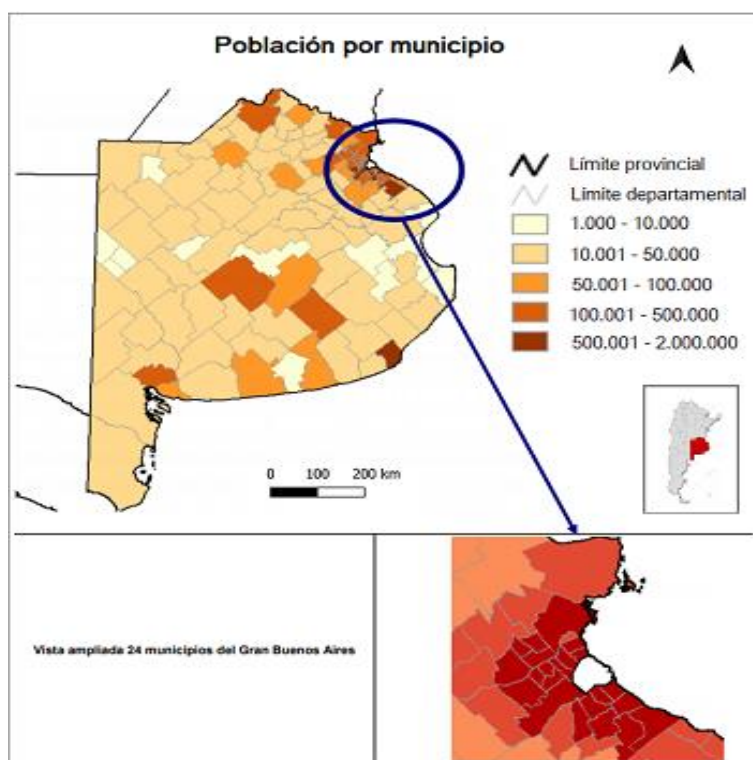 Población por municipio
Límite provincial
Límite departamental
1.000 - 10.000
10.001 - 50.000
50.001 - 100.000
100.001 - 500.000
500.001 - 2.000.000
0 100 200 km
Vista ampliada 24 municipios del Gran Buenos Aires